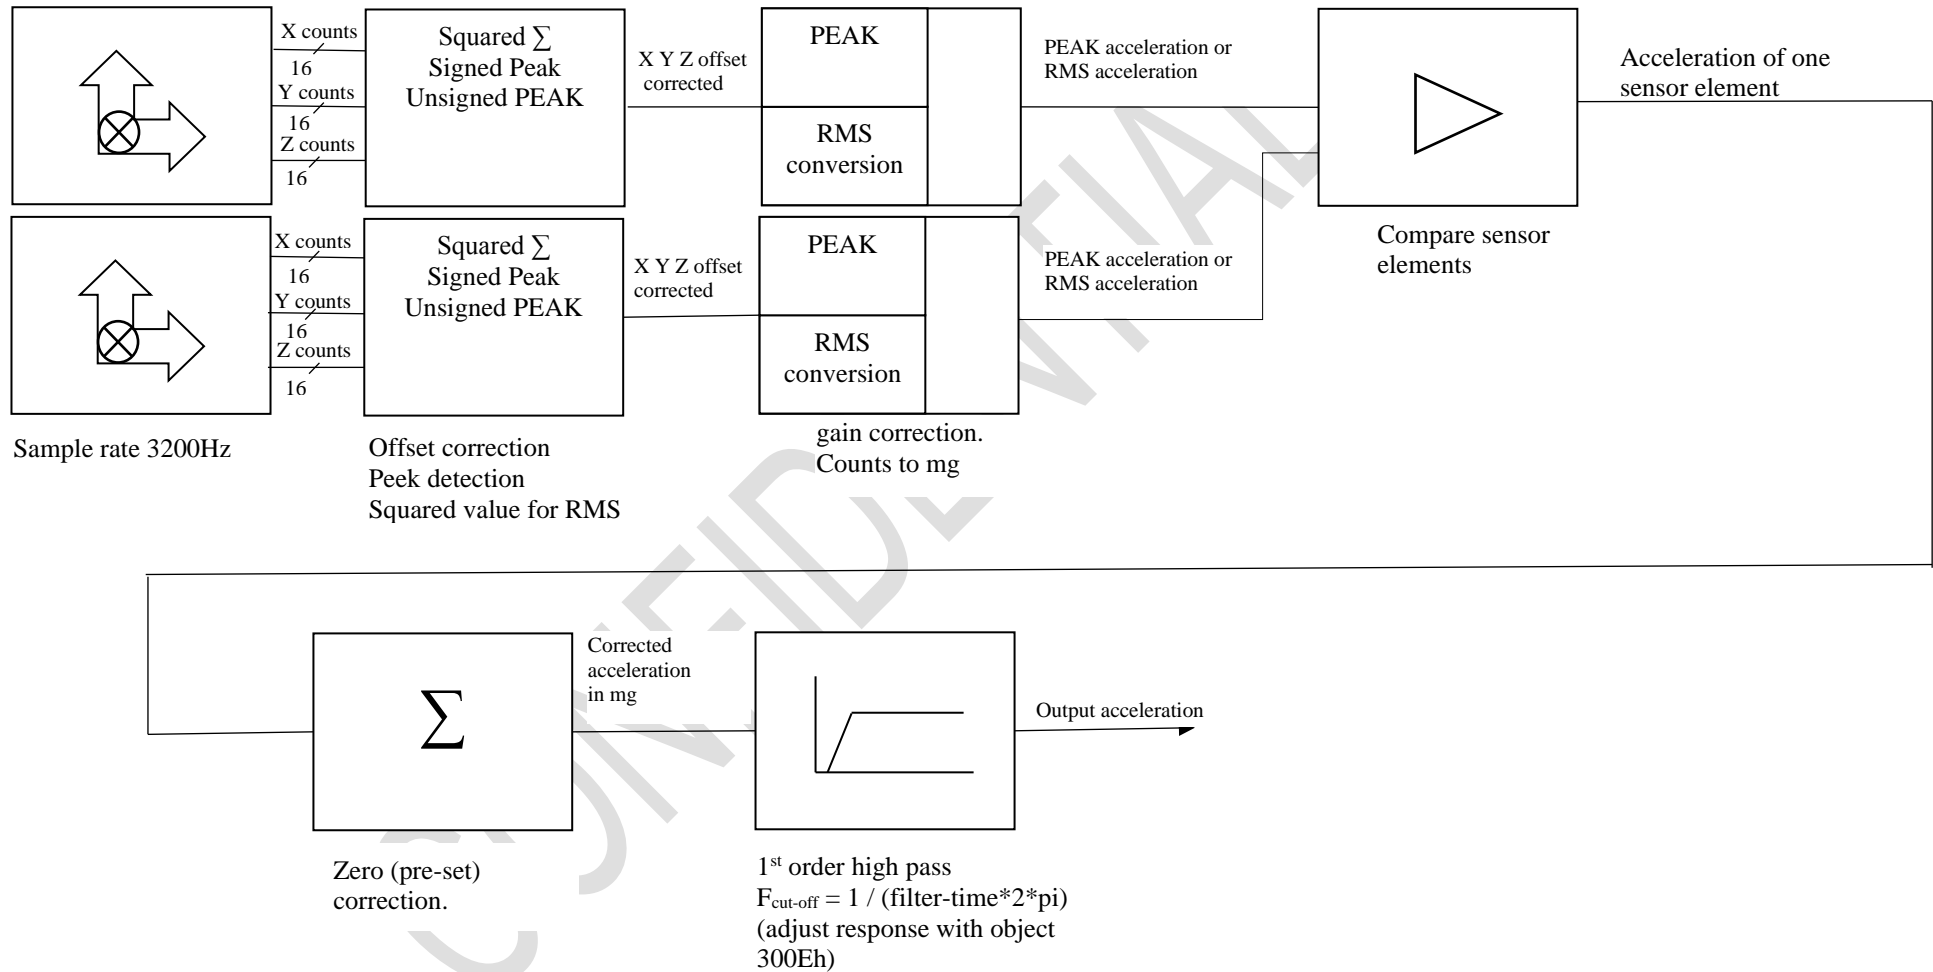 X counts
16
Y counts
16
Z counts
16
Squared ∑
Signed Peak
Unsigned PEAK
X Y Z offset
corrected
PEAK
RMS
conversion
PEAK acceleration or
RMS acceleration
Acceleration of one
sensor element
Compare sensor
elements
X counts
16
Y counts
16
Z counts
16
Squared ∑
Signed Peak
Unsigned PEAK
X Y Z offset
corrected
PEAK
RMS
conversion
PEAK acceleration or
RMS acceleration
Sample rate 3200Hz
Offset correction
Peek detection
Squared value for RMS
gain correction.
Counts to mg
∑
Corrected
acceleration
in mg
Output acceleration
Zero (pre-set)
correction.
1st order high pass
Fcut-off = 1 / (filter-time*2*pi)
(adjust response with object
300Eh)
CONFIDENTIAL